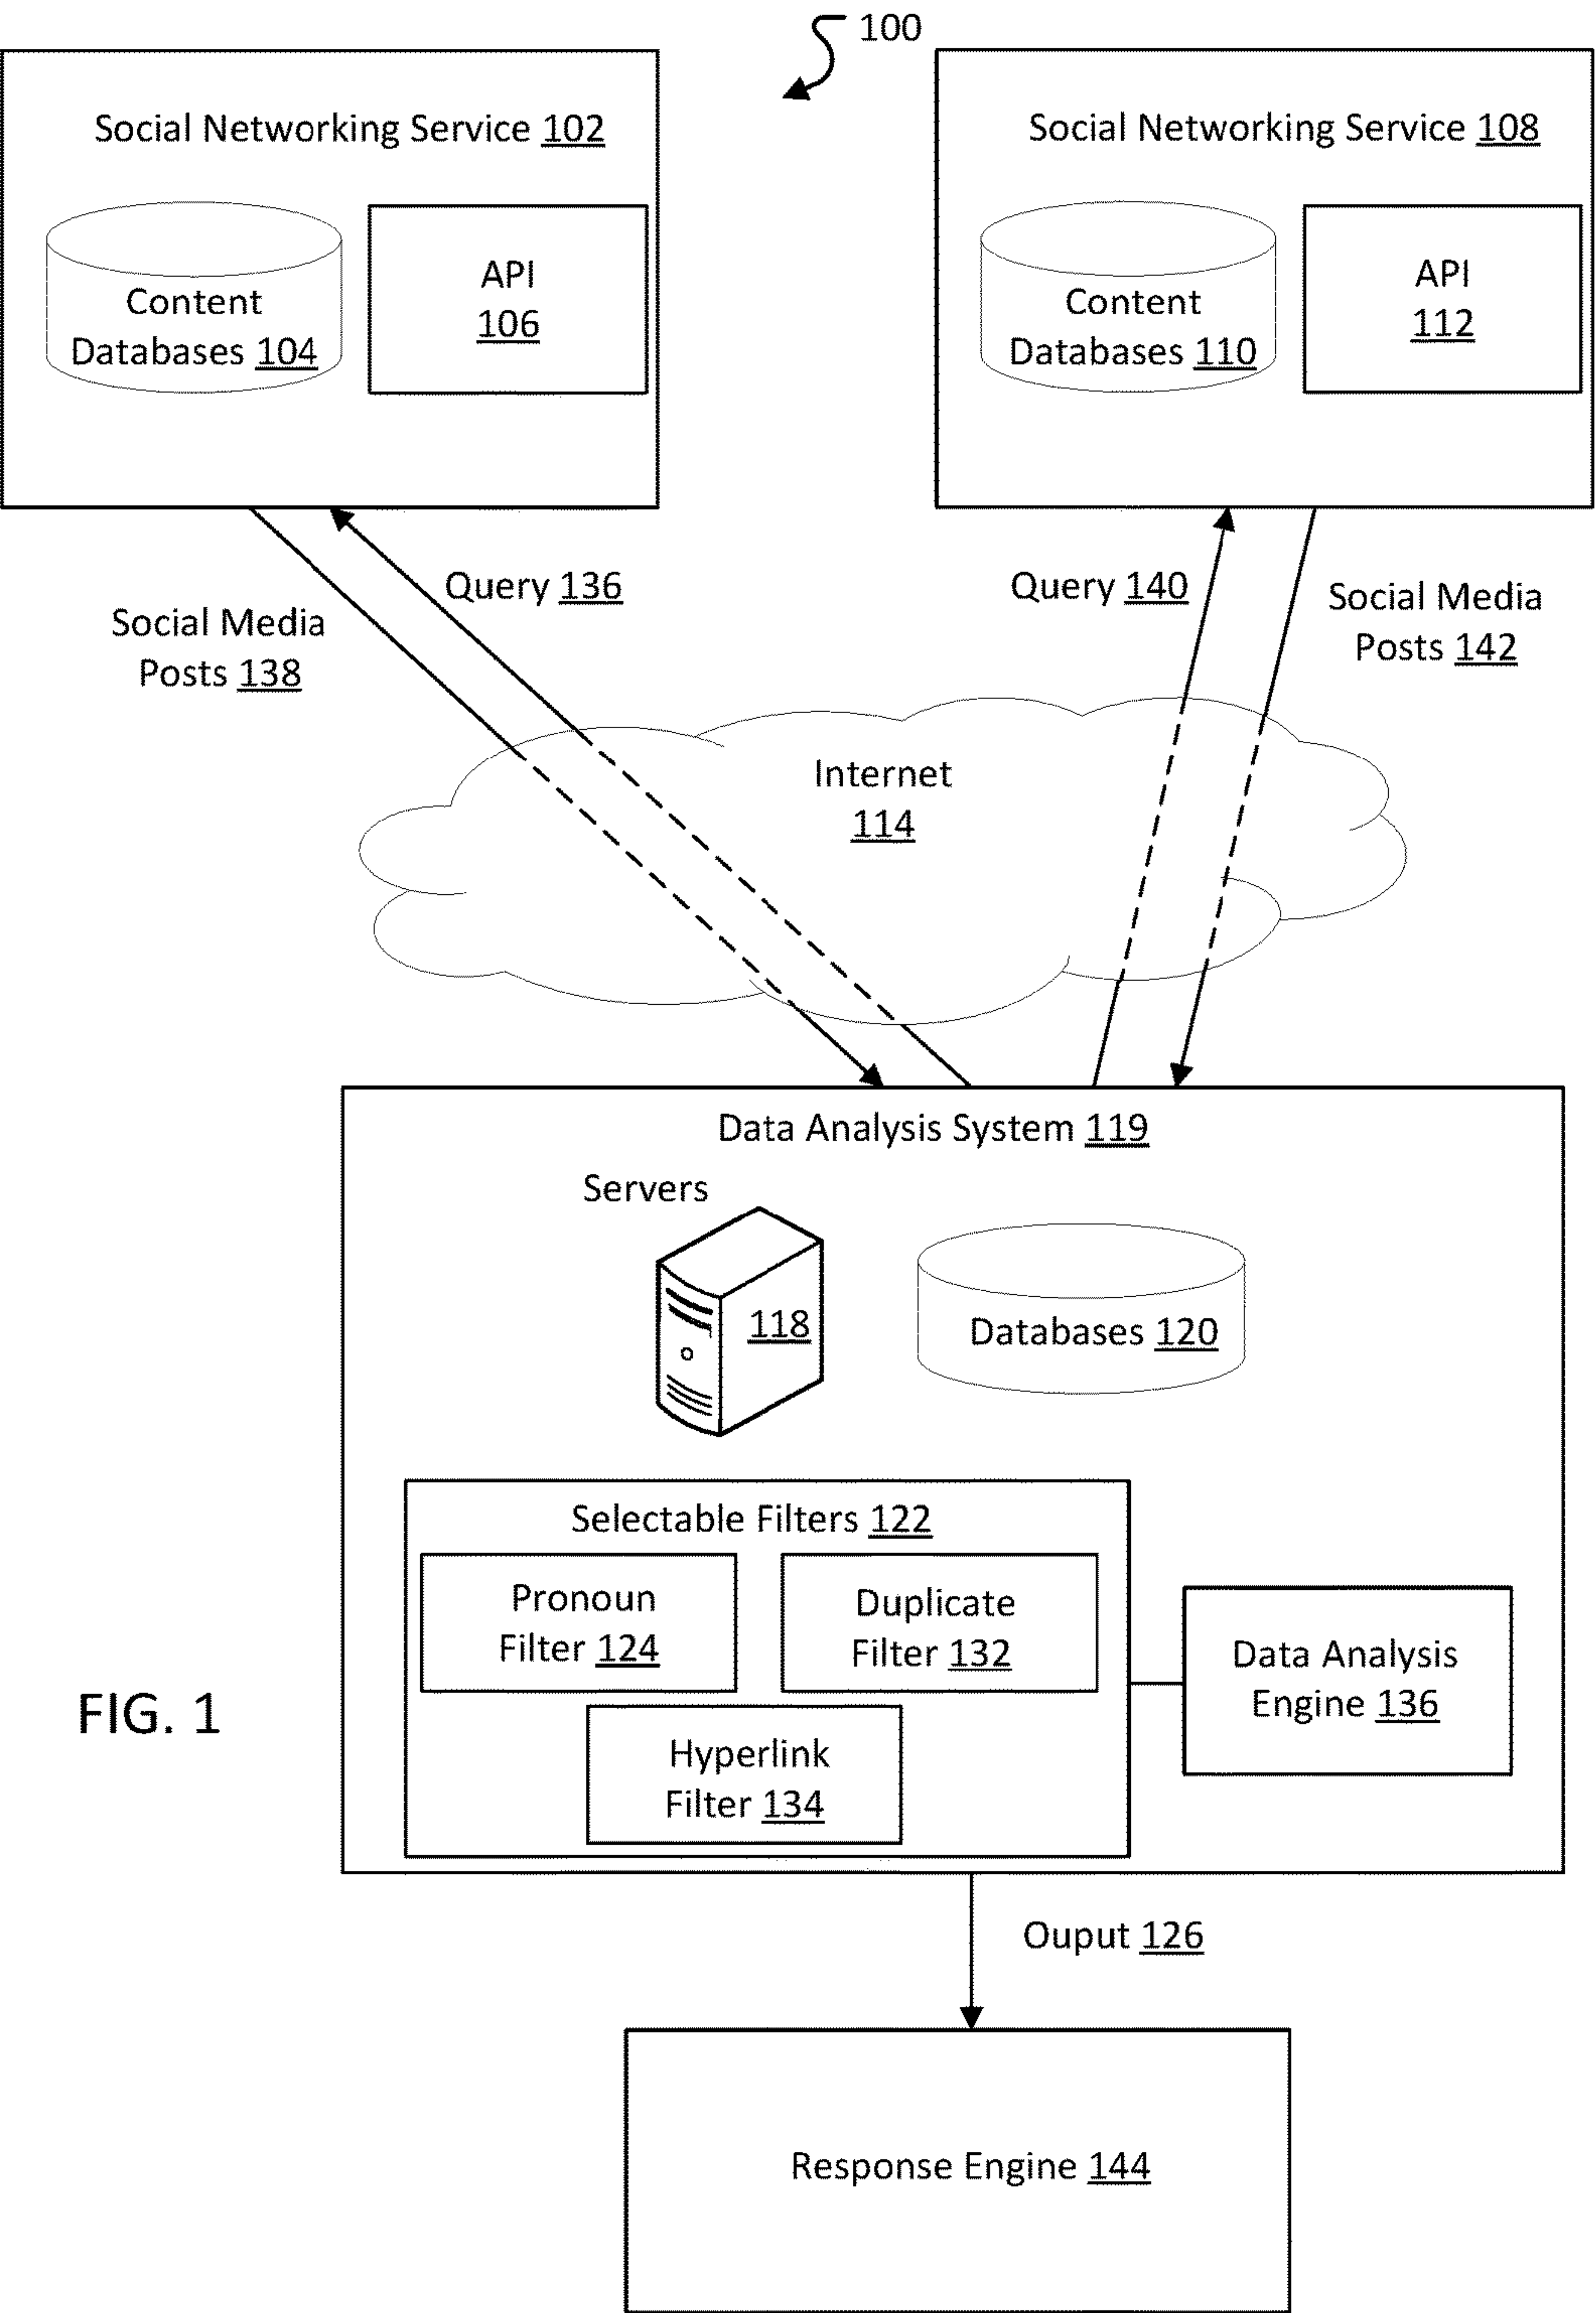 100
Social Networking Service 102
Content
Databases 104
API
106
Social Networking Service 108
Content
Databases 110
API
112
Query 136
Social Media
Posts 138
Query 140
Social Media
Posts 142
Internet
114
Data Analysis System 119
Servers
118
Databases 120
Selectable Filters 122
Pronoun
Filter 124
Duplicate
Filter 132
Hyperlink
Filter 134
Data Analysis
Engine 136
FIG. 1
Ouput 126
Response Engine 144